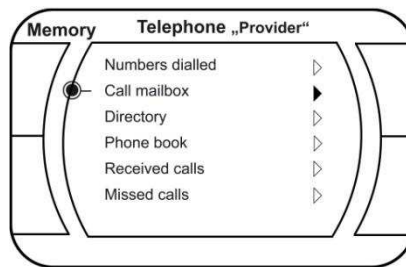 Memory Telephone „Provider“
Numbers dialled
Call mailbox
Directory
Phone book
Received calls
Missed calls